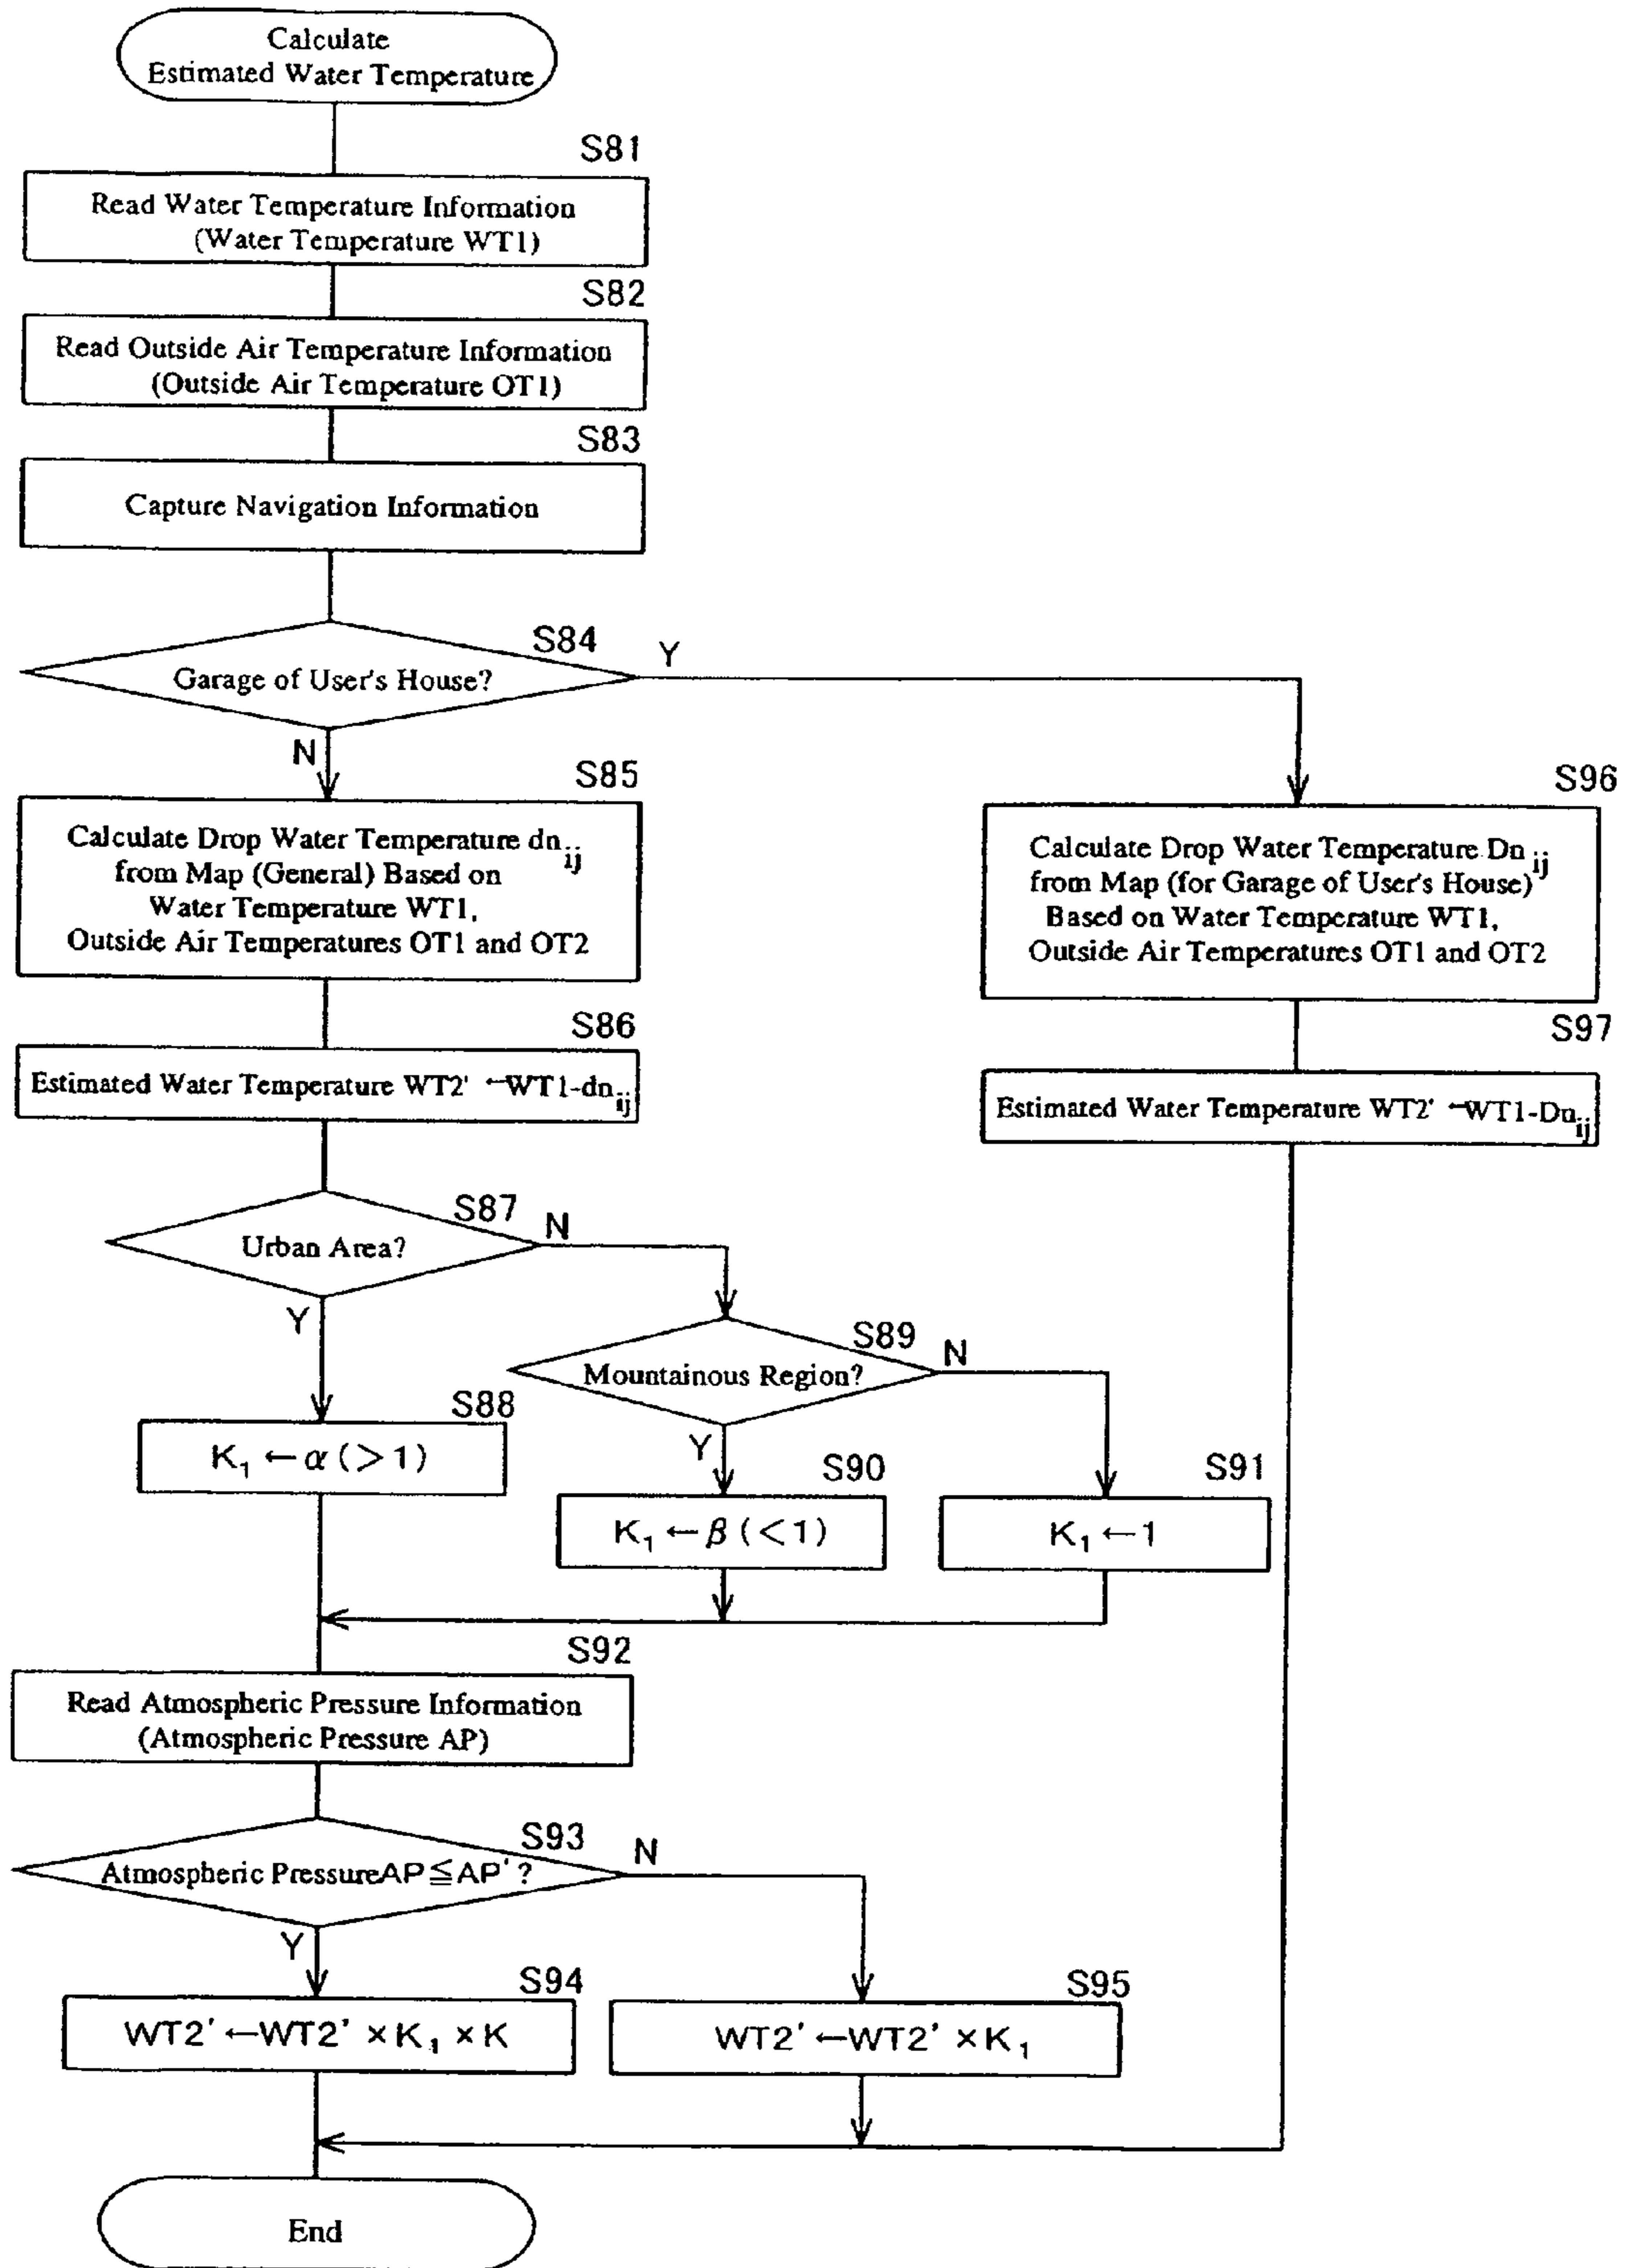 Calculate
Estimated Water Temperature
S81
Read Water Temperature Information
(Water Temperature WT1)
S82
Read Outside Air Temperature Information
(Outside Air Temperature OT1)
S83
Capture Navigation Information
S84
Y
Garage of User's House?
N
S85
Calculate Drop Water Temperature dn ij
from Map (General) Based on
Water Temperature WT1,
Outside Air Temperatures OT1 and OT2
S96
Calculate Drop Water Temperature Dn ij
from Map (for Garage of User's House)
Based on Water Temperature WT1,
Outside Air Temperatures OT1 and OT2
S86
Estimated Water Temperature WT2' ←WT1-dn ij
S97
Estimated Water Temperature WT2' ←WT1-Dn ij
S87
N
Urban Area?
Y
S89
N
Mountainous Region?
S88
K₁ ← α (>1)
Y
S90
K₁ ← β (<1)
S91
K₁ ← 1
S92
Read Atmospheric Pressure Information
(Atmospheric Pressure AP)
S93
N
Atmospheric Pressure AP ≦ AP' ?
Y
S94
WT2' ← WT2' × K₁ × K
S95
WT2' ← WT2' × K₁
End